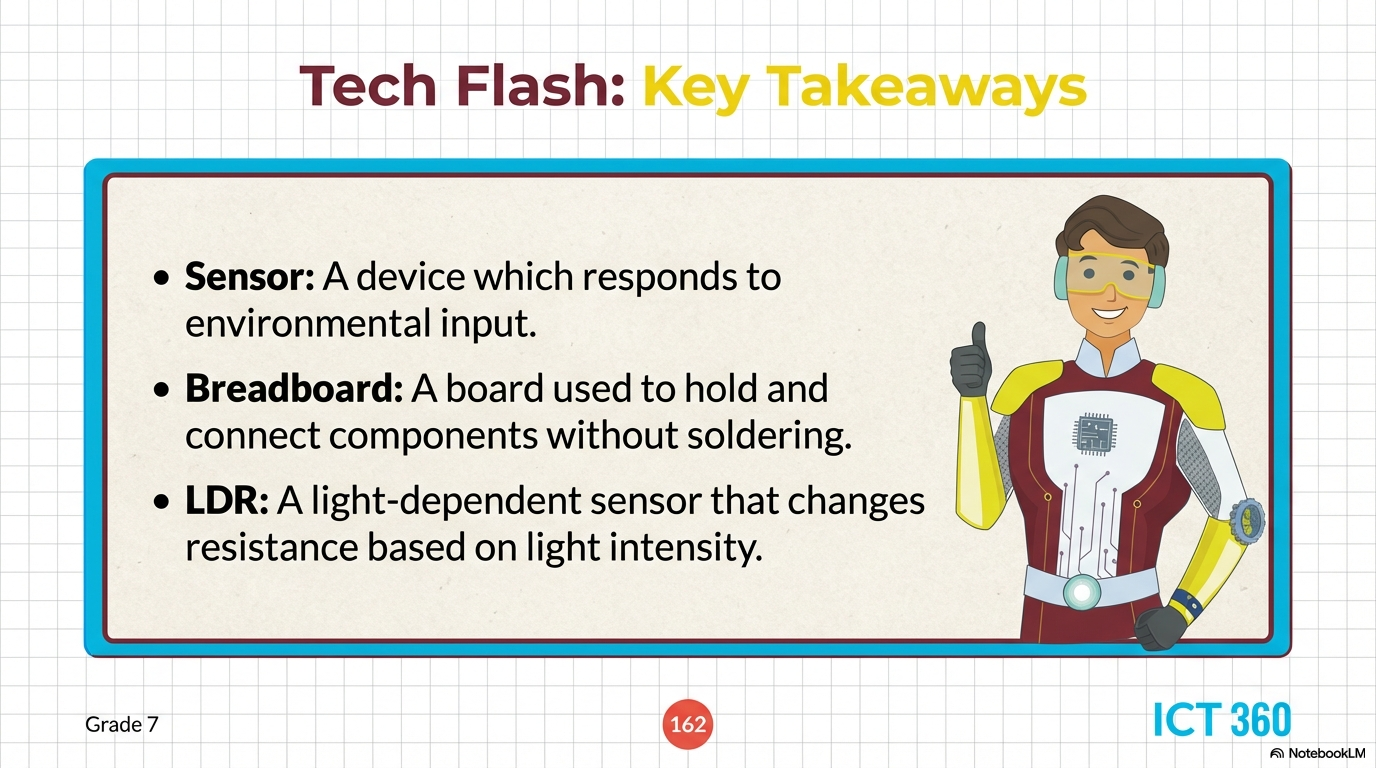 Tech Flash: Key Takeaways
• Sensor: A device which responds to
environmental input.
• Breadboard: A board used to hold and
connect components without soldering.
• LDR: A light-dependent sensor that changes
resistance based on light intensity.
Grade 7
162
ICT 360
NotebookLM